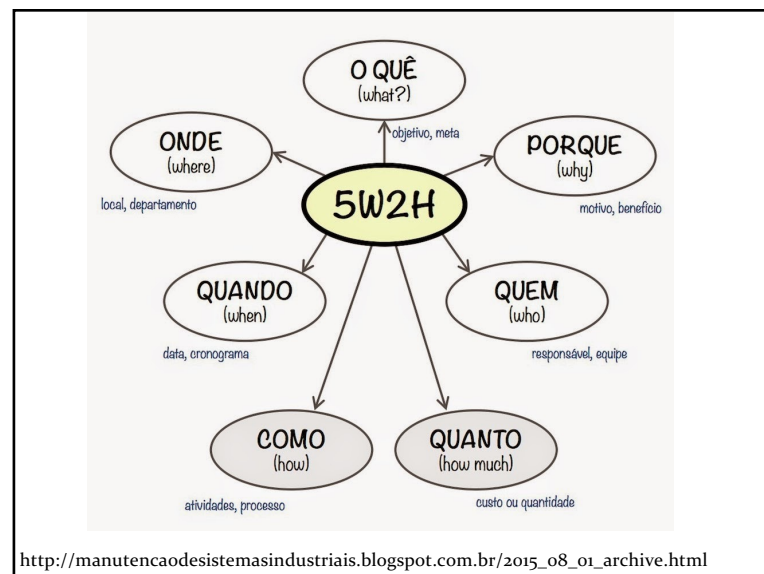 O QUÊ
(what?)
objetivo, meta
ONDE
(where)
local, departamento
PORQUE
(why)
motivo, benefício
5W2H
QUANDO
(when)
data, cronograma
QUEM
(who)
responsável, equipe
COMO
(how)
atividades, processo
QUANTO
(how much)
custo ou quantidade
http://manutencaodesistemasindustriais.blogspot.com.br/2015_08_01_archive.html